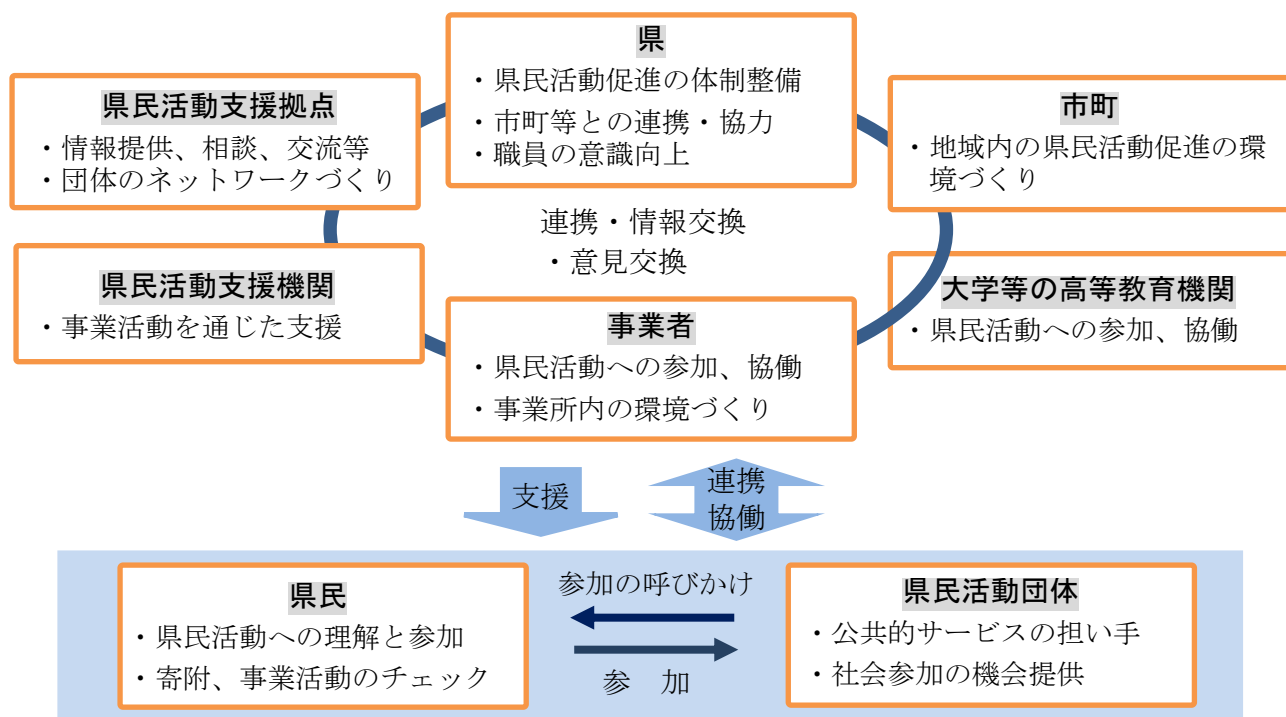 県
・県民活動促進の体制整備
・市町等との連携・協力
・職員の意識向上
県民活動支援拠点
・情報提供、相談、交流等
・団体のネットワークづくり
市町
・地域内の県民活動促進の環
境づくり
連携・情報交換
・意見交換
県民活動支援機関
・事業活動を通じた支援
事業者
・県民活動への参加、協働
・事業所内の環境づくり
大学等の高等教育機関
・県民活動への参加、協働
支援
連携
協働
県民
・県民活動への理解と参加
・寄附、事業活動のチェック
参加の呼びかけ
参　加
県民活動団体
・公共的サービスの担い手
・社会参加の機会提供